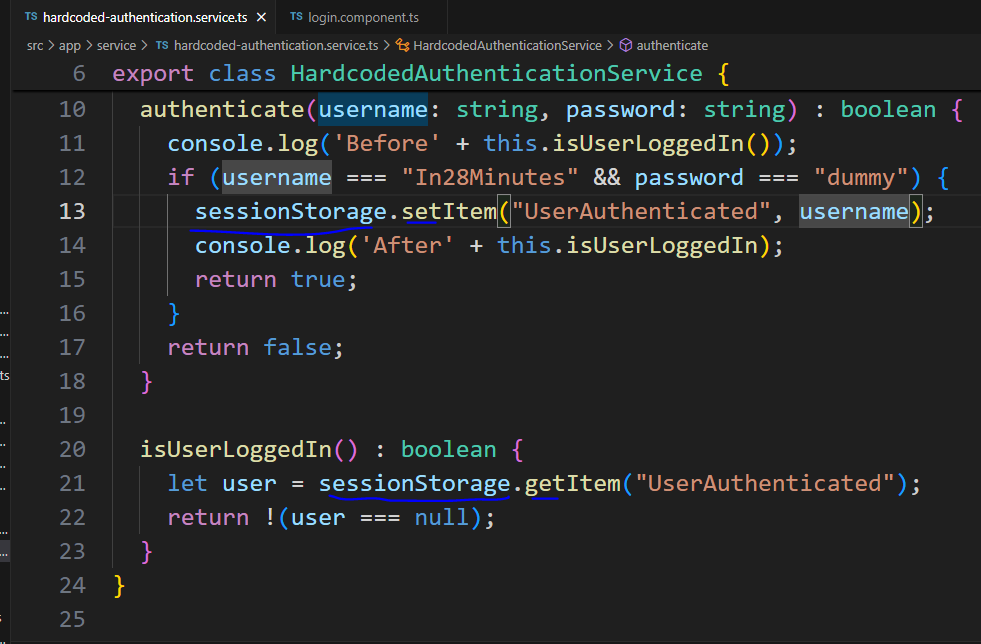 TS hardcoded-authentication.service.ts × TS login.component.ts
src > app > service > TS hardcoded-authentication.service.ts > HardcodedAuthenticationService > authenticate
6 export class HardcodedAuthenticationService {
10 authenticate(username: string, password: string) : boolean {
11 console.log('Before' + this.isUserLoggedIn());
12 if (username === "In28Minutes" && password === "dummy") {
13 sessionStorage.setItem("UserAuthenticated", username);
14 console.log('After' + this.isUserLoggedIn);
15 return true;
16 }
17 return false;
18 }
19
20 isUserLoggedIn() : boolean {
21 let user = sessionStorage.getItem("UserAuthenticated");
22 return !(user === null);
23 }
24 }
25